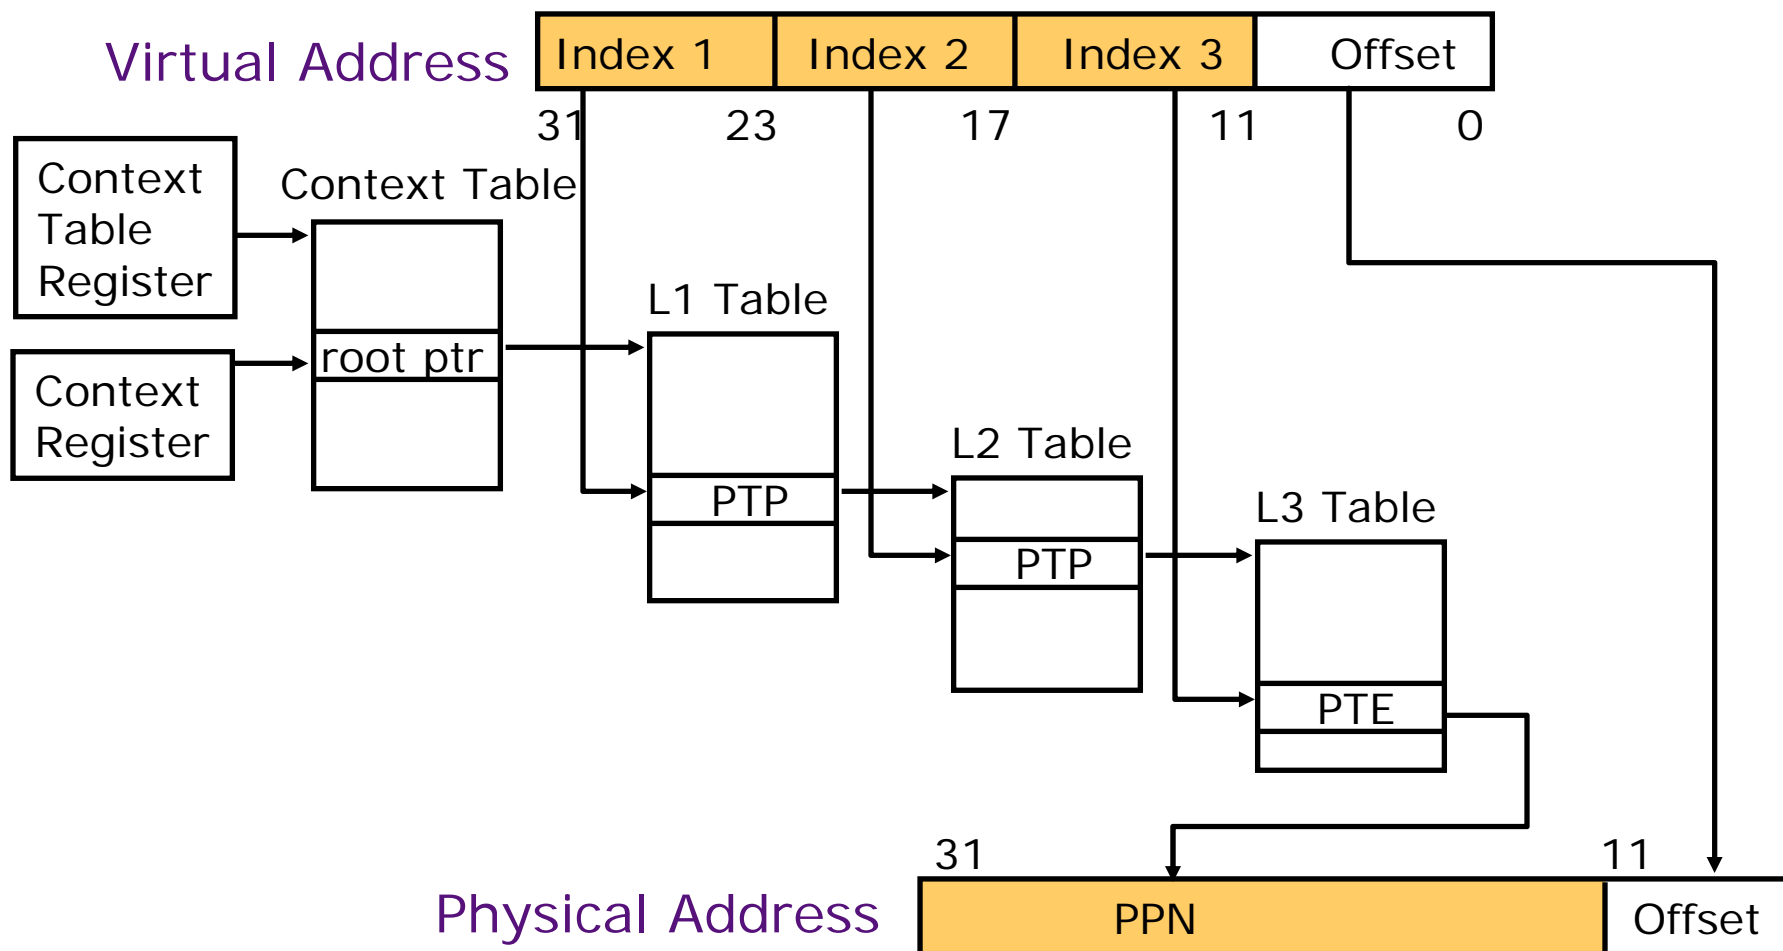 Virtual Address
Index 1
Index 2
Index 3
Offset
31
23
17
11
0
Context
Table
Register
Context Table
root ptr
Context
Register
L1 Table
PTP
L2 Table
PTP
L3 Table
PTE
31
11
Physical Address
PPN
Offset